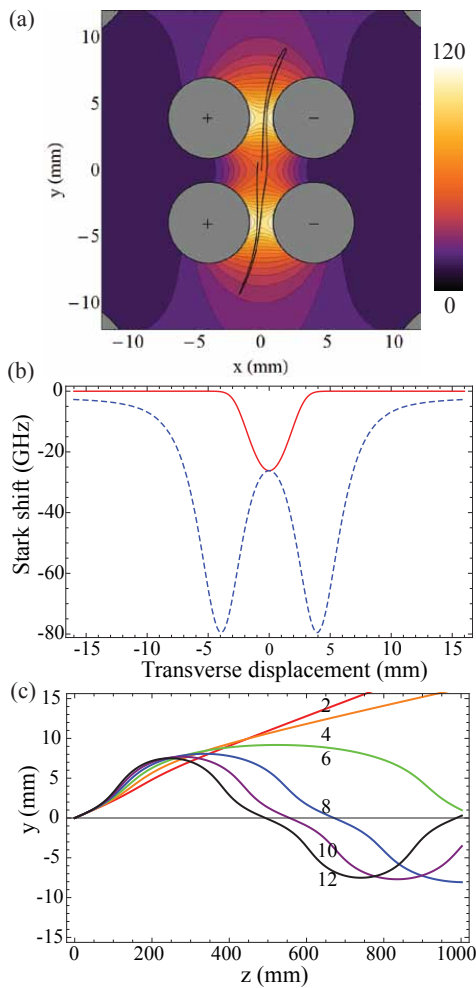 (a)
120
10
5
y (mm)
0
−5
−10
+ −
+ −
0
−10 −5 0 5 10
x (mm)
(b)
0
-20
Stark shift (GHz)
-40
-60
-80
-15 -10 -5 0 5 10 15
Transverse displacement (mm)
(c)
15
10
5
y (mm)
0
-5
-10
-15
2
4
6
8
10
12
0 200 400 600 800 1000
z (mm)